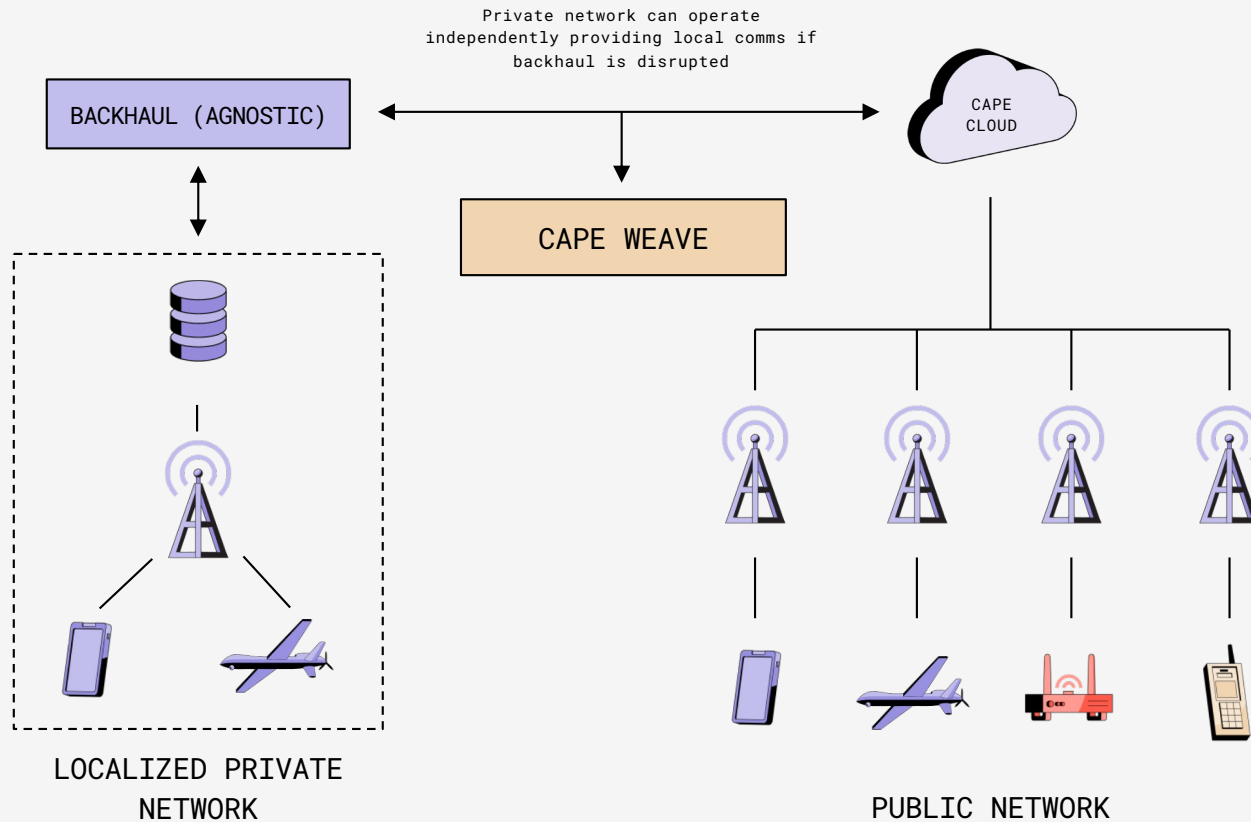 Private network can operate
independently providing local comms if
backhaul is disrupted
BACKHAUL (AGNOSTIC)
CAPE
CLOUD
CAPE WEAVE
LOCALIZED PRIVATE
NETWORK
PUBLIC NETWORK